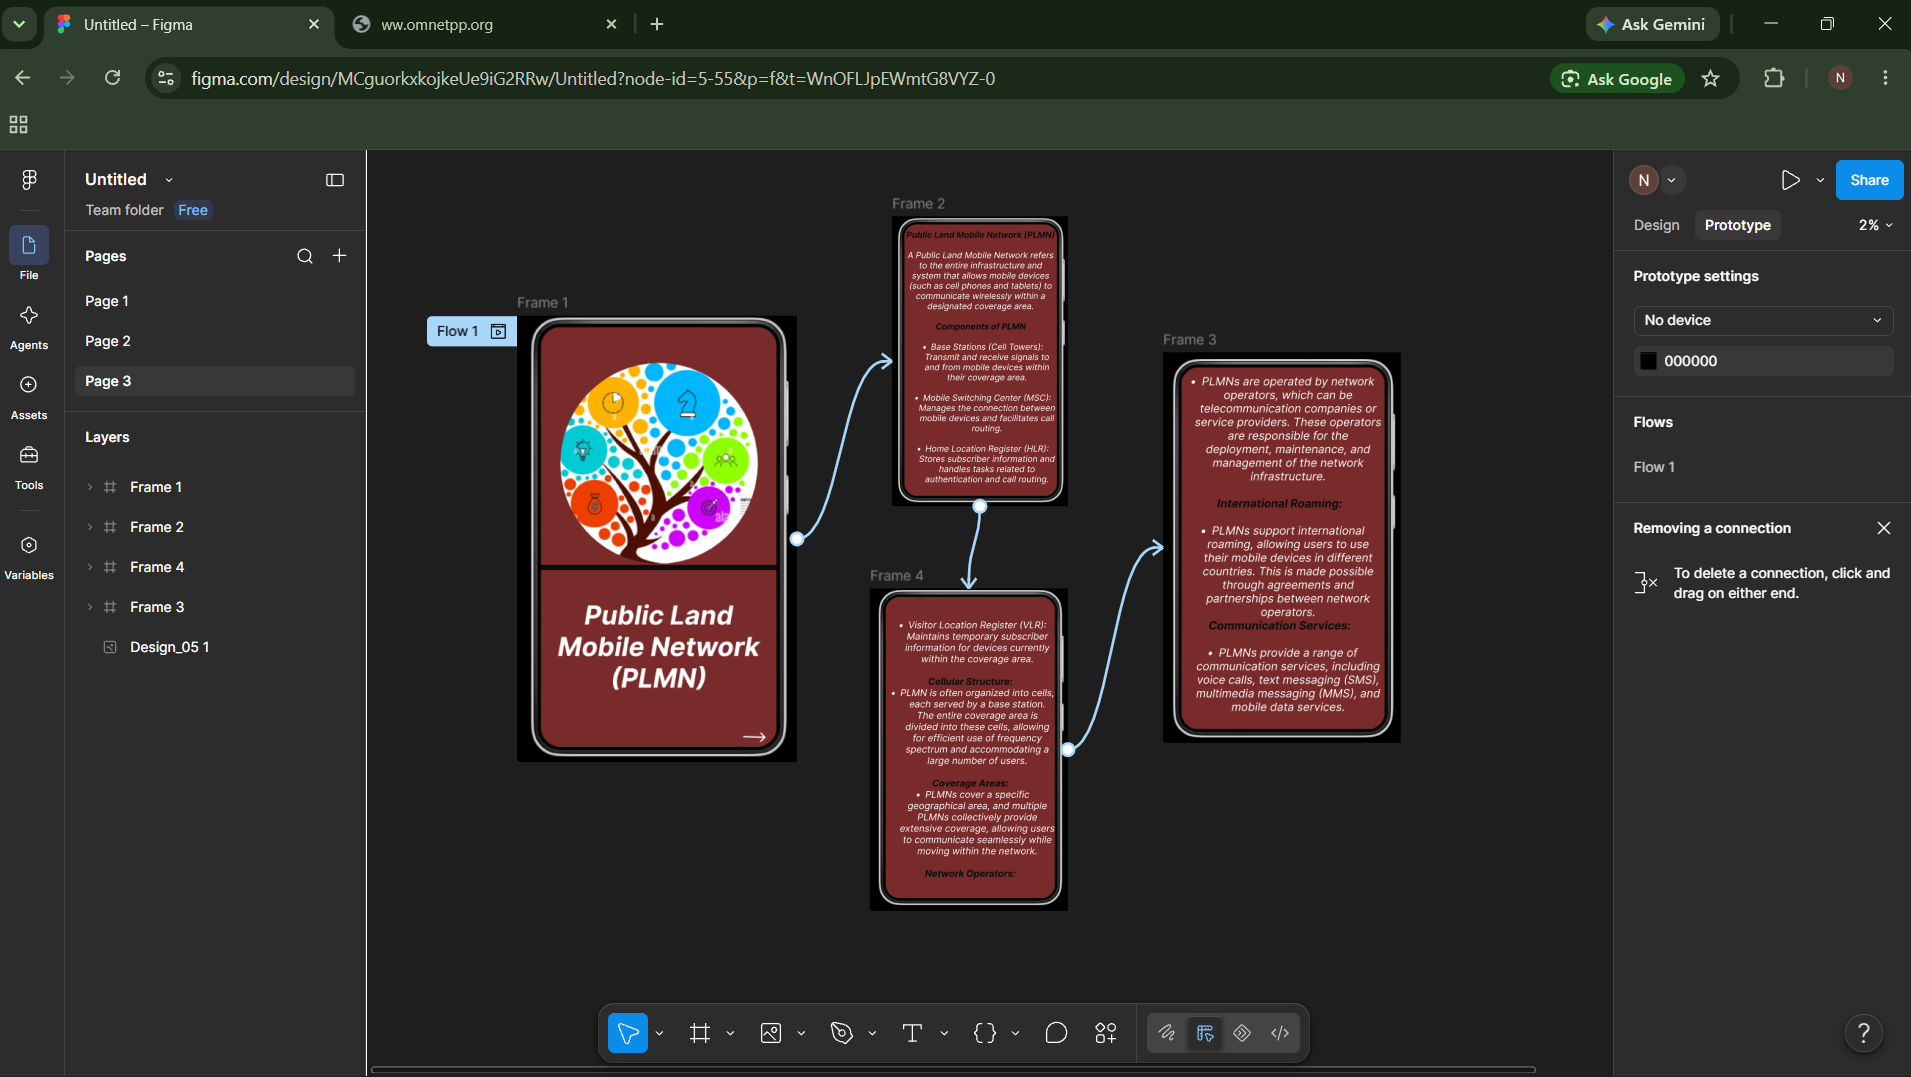 Untitled – Figma
ww.omnetpp.org
Ask Gemini
figma.com/design/MCguorkxkojkeUe9iG2RRw/Untitled?node-id=5-55&p=f&t=WnOFLJpEWmtG8VYZ-0
Ask Google
N
Untitled
Team folder
Free
File
Agents
Assets
Tools
Variables
Pages
Page 1
Page 2
Page 3
Layers
Frame 1
Frame 2
Frame 4
Frame 3
Design_05 1
Flow 1
Frame 1
Public Land
Mobile Network
(PLMN)
Frame 2
Public Land Mobile Network (PLMN)
A Public Land Mobile Network refers
to the entire infrastructure and
system that allows mobile devices
(such as cell phones and tablets) to
communicate wirelessly within a
designated coverage area.
Components of PLMN
• Base Stations (Cell Towers):
Transmit and receive signals to
and from mobile devices within
their coverage area.
• Mobile Switching Center (MSC):
Manages the connection between
mobile devices and facilitates call
routing.
• Home Location Register (HLR):
Stores subscriber information and
handles tasks related to
authentication and call routing.
Frame 4
• Visitor Location Register (VLR):
Maintains temporary subscriber
information for devices currently
within the coverage area.
Cellular Structure:
• PLMN is often organized into cells,
each served by a base station.
The entire coverage area is
divided into these cells, allowing
for efficient use of frequency
spectrum and accommodating a
large number of users.
Coverage Areas:
• PLMNs cover a specific
geographical area, and multiple
PLMNs collectively provide
extensive coverage, allowing users
to communicate seamlessly while
moving within the network.
Network Operators:
Frame 3
• PLMNs are operated by network
operators, which can be
telecommunication companies or
service providers. These operators
are responsible for the
deployment, maintenance, and
management of the network
infrastructure.
International Roaming:
• PLMNs support international
roaming, allowing users to use
their mobile devices in different
countries. This is made possible
through agreements and
partnerships between network
operators.
Communication Services:
• PLMNs provide a range of
communication services, including
voice calls, text messaging (SMS),
multimedia messaging (MMS), and
mobile data services.
N
Share
Design
Prototype
2%
Prototype settings
No device
000000
Flows
Flow 1
Removing a connection
To delete a connection, click and
drag on either end.
?